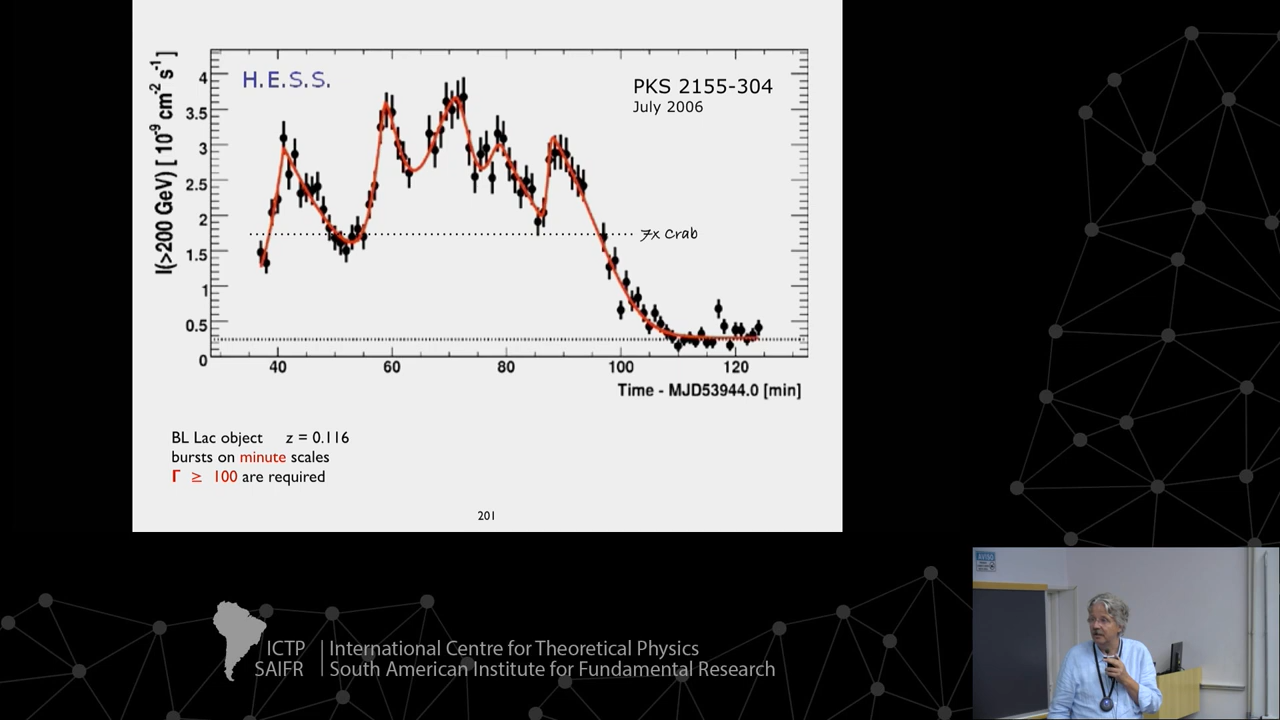 H.E.S.S.
PKS 2155-304
July 2006
I(>200 GeV) [ 10^-9 cm^-2 s^-1 ]
4
3.5
3
2.5
2
1.5
1
0.5
0
7x Crab
40 60 80 100 120
Time - MJD53944.0 [min]
BL Lac object z = 0.116
bursts on minute scales
Γ ≥ 100 are required
201
ICTP International Centre for Theoretical Physics
SAIFR South American Institute for Fundamental Research